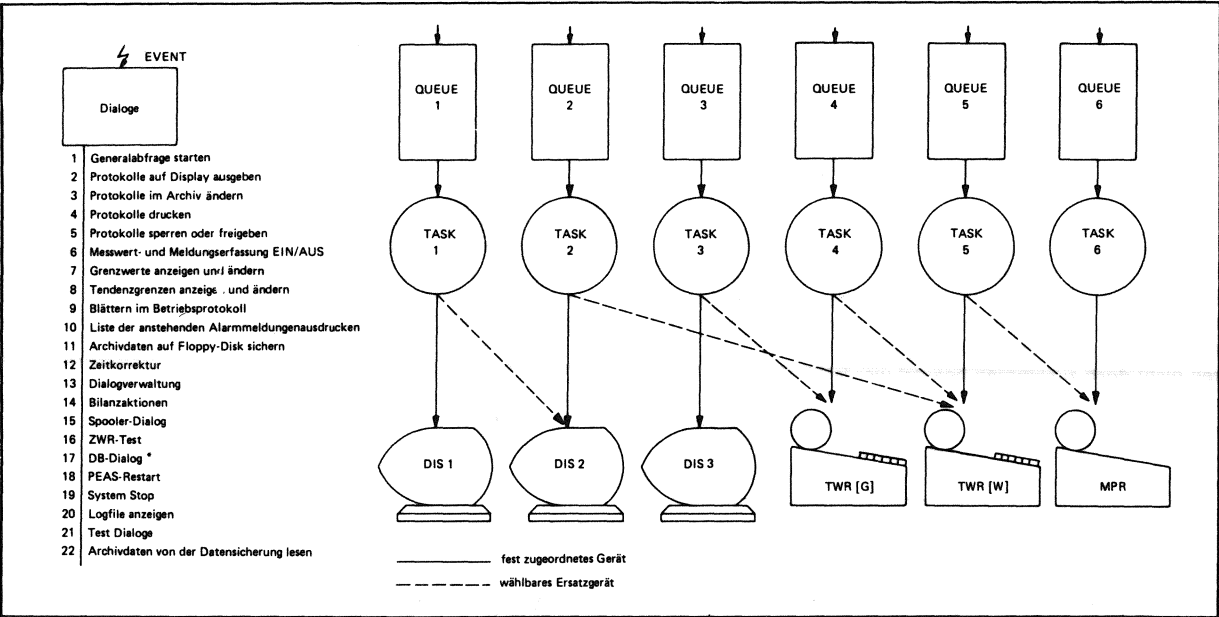 EVENT
Dialoge
1 Generalabfrage starten
2 Protokolle auf Display ausgeben
3 Protokolle im Archiv ändern
4 Protokolle drucken
5 Protokolle sperren oder freigeben
6 Messwert- und Meldungserfassung EIN/AUS
7 Grenzwerte anzeigen und ändern
8 Tendenzgrenzen anzeige . und ändern
9 Blättern im Betriebsprotokoll
10 Liste der anstehenden Alarmmeldungenausdrucken
11 Archivdaten auf Floppy-Disk sichern
12 Zeitkorrektur
13 Dialogverwaltung
14 Bilanzaktionen
15 Spooler-Dialog
16 ZWR-Test
17 DB-Dialog *
18 PEAS-Restart
19 System Stop
20 Logfile anzeigen
21 Test Dialoge
22 Archivdaten von der Datensicherung lesen
QUEUE
1
QUEUE
2
QUEUE
3
QUEUE
4
QUEUE
5
QUEUE
6
TASK
1
TASK
2
TASK
3
TASK
4
TASK
5
TASK
6
DIS 1
DIS 2
DIS 3
TWR [G]
TWR [W]
MPR
fest zugeordnetes Gerät
wählbares Ersatzgerät